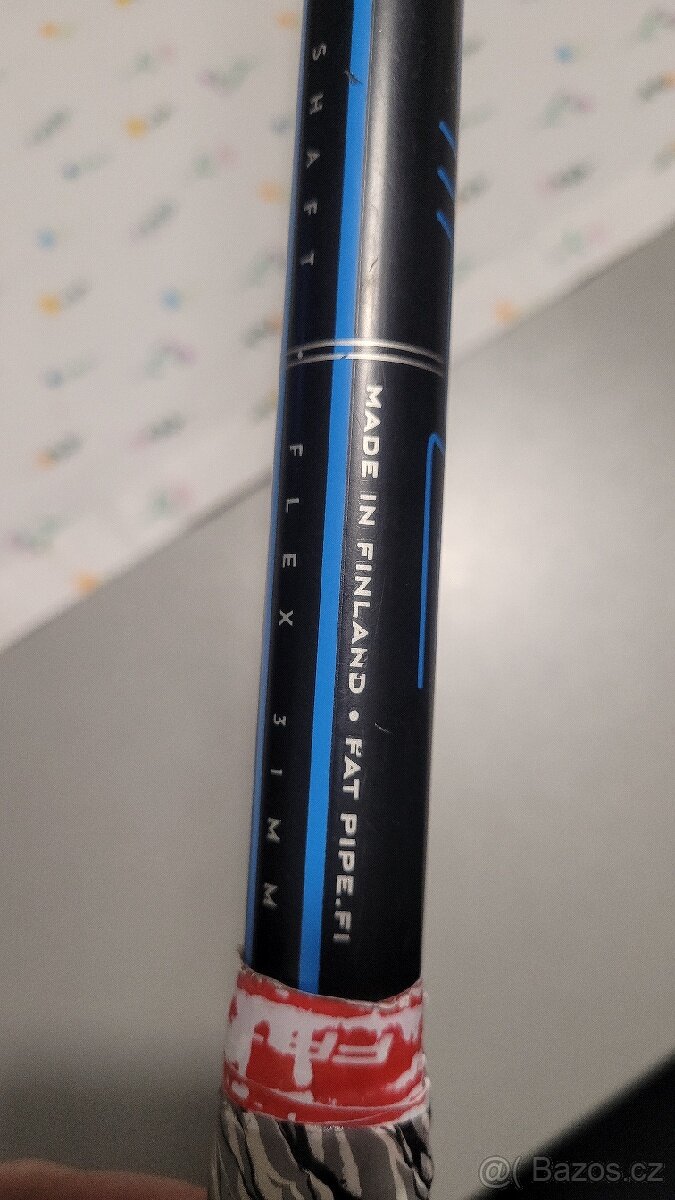 SHAFT
FLEX 31MM
MADE IN FINLAND • FAT PIPE.FI
@( Bazos.cz